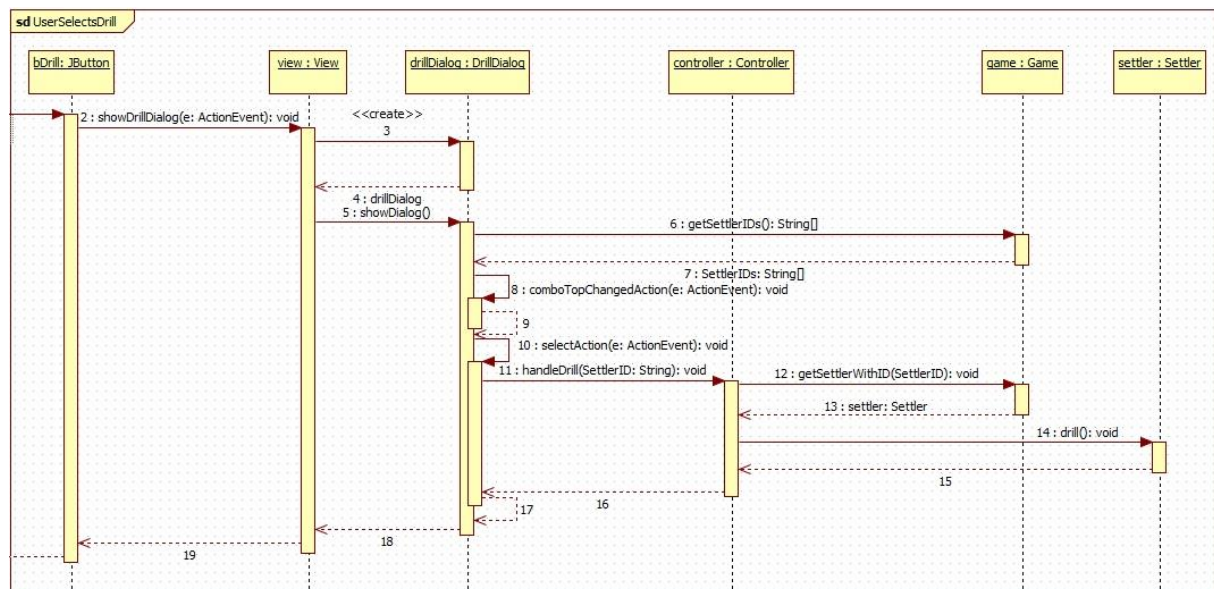 sd UserSelectsDrill
bDrill: JButton
view : View
drillDialog : DrillDialog
controller : Controller
game : Game
settler : Settler
2 : showDrillDialog(e: ActionEvent): void
<<create>>
3
4 : drillDialog
5 : showDialog()
6 : getSettlerIDs(): String[]
7 : SettlerIDs: String[]
8 : comboTopChangedAction(e: ActionEvent): void
9
10 : selectAction(e: ActionEvent): void
11 : handleDrill(SettlerID: String): void
12 : getSettlerWithID(SettlerID): void
13 : settler: Settler
14 : drill(): void
15
16
17
18
19